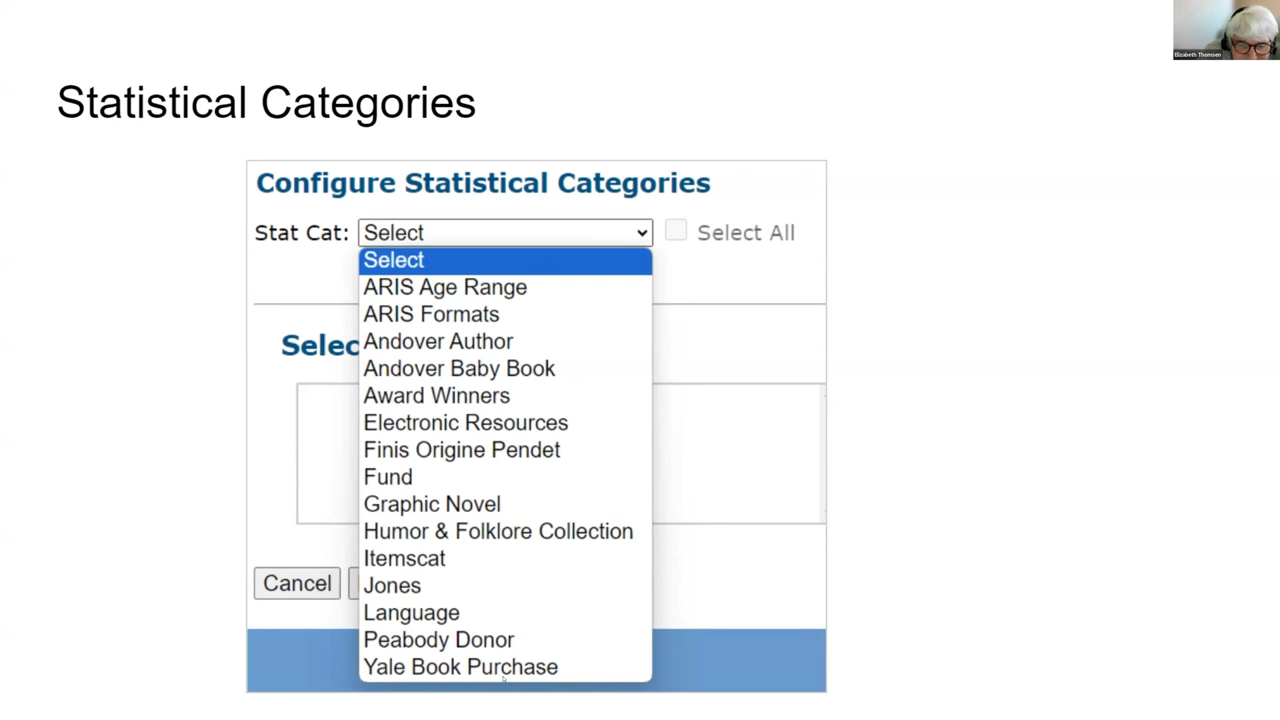 Elizabeth Thomsen
Statistical Categories
Configure Statistical Categories
Stat Cat: Select Select All
Select
ARIS Age Range
ARIS Formats
Selec Andover Author
Andover Baby Book
Award Winners
Electronic Resources
Finis Origine Pendet
Fund
Graphic Novel
Humor & Folklore Collection
Itemscat
Cancel Jones
Language
Peabody Donor
Yale Book Purchase